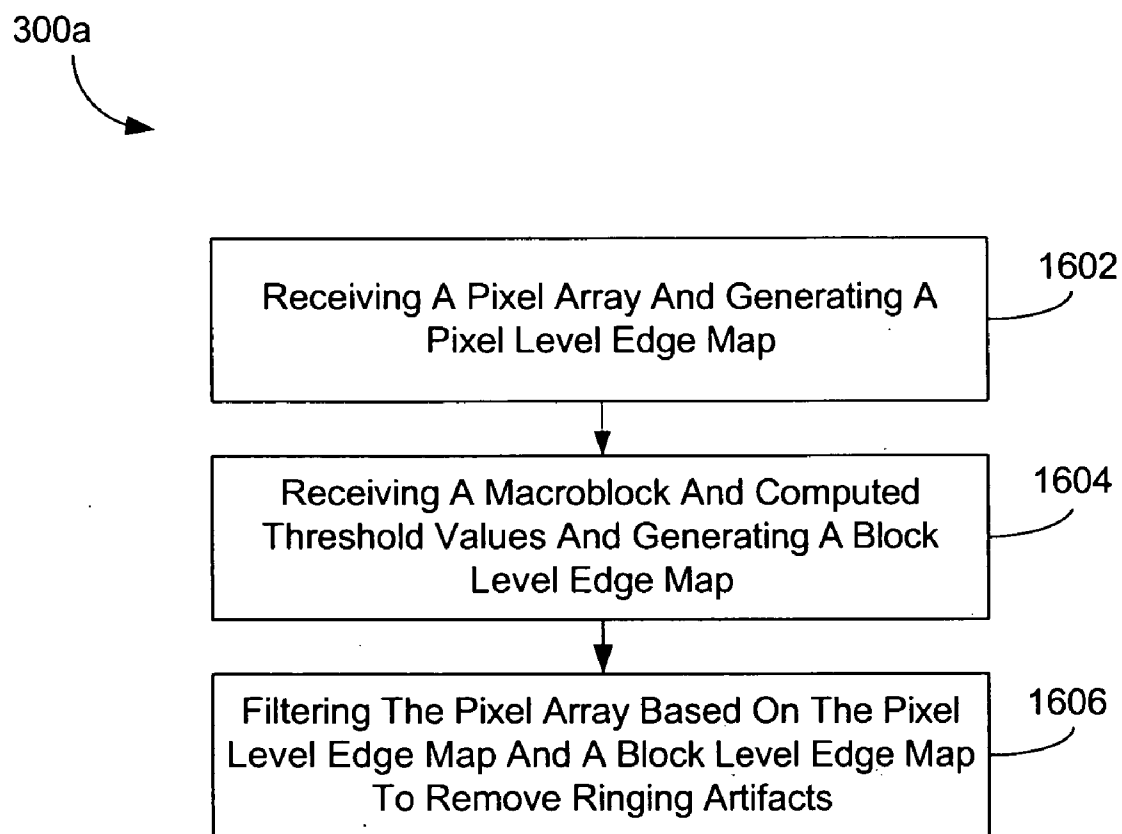 300a
1602
Receiving A Pixel Array And Generating A
Pixel Level Edge Map
1604
Receiving A Macroblock And Computed
Threshold Values And Generating A Block
Level Edge Map
1606
Filtering The Pixel Array Based On The Pixel
Level Edge Map And A Block Level Edge Map
To Remove Ringing Artifacts